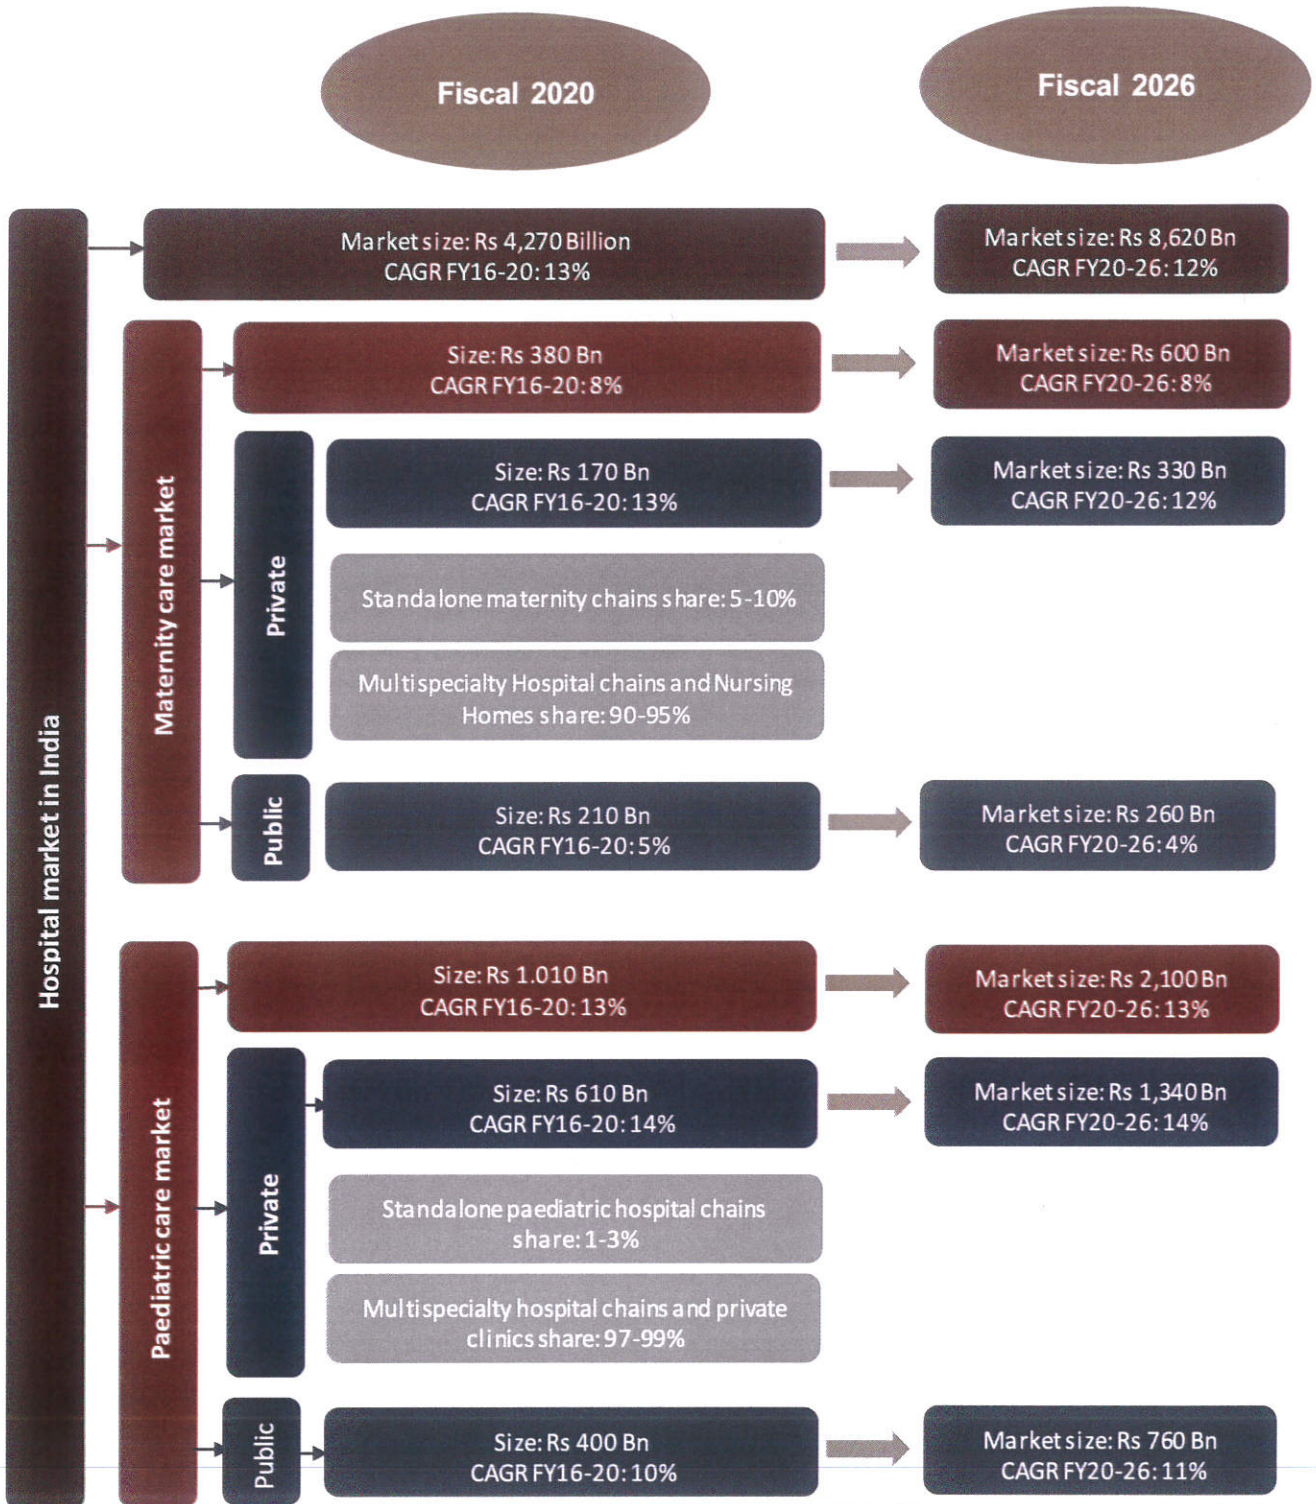 Fiscal 2020
Fiscal 2026
Hospital market in India
Market size: Rs 4,270 Billion
CAGR FY16-20: 13%
Market size: Rs 8,620 Bn
CAGR FY20-26: 12%
Maternity care market
Size: Rs 380 Bn
CAGR FY16-20: 8%
Market size: Rs 600 Bn
CAGR FY20-26: 8%
Private
Size: Rs 170 Bn
CAGR FY16-20: 13%
Market size: Rs 330 Bn
CAGR FY20-26: 12%
Standalone maternity chains share: 5-10%
Multispecialty Hospital chains and Nursing
Homes share: 90-95%
Public
Size: Rs 210 Bn
CAGR FY16-20: 5%
Market size: Rs 260 Bn
CAGR FY20-26: 4%
Paediatric care market
Size: Rs 1.010 Bn
CAGR FY16-20: 13%
Market size: Rs 2,100 Bn
CAGR FY20-26: 13%
Private
Size: Rs 610 Bn
CAGR FY16-20: 14%
Market size: Rs 1,340 Bn
CAGR FY20-26: 14%
Standalone paediatric hospital chains
share: 1-3%
Multispecialty hospital chains and private
clinics share: 97-99%
Public
Size: Rs 400 Bn
CAGR FY16-20: 10%
Market size: Rs 760 Bn
CAGR FY20-26: 11%